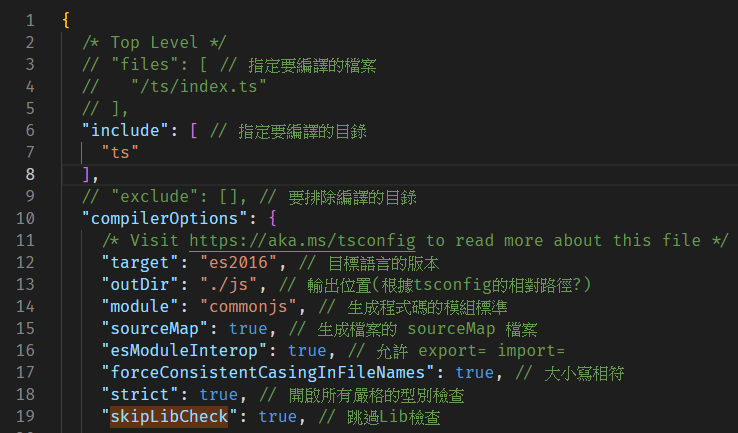 1 {
2 /* Top Level */
3 // "files": [ // 指定要編譯的檔案
4 //   "/ts/index.ts"
5 // ],
6 "include": [ // 指定要編譯的目錄
7 "ts"
8 ],
9 // "exclude": [], // 要排除編譯的目錄
10 "compilerOptions": {
11 /* Visit https://aka.ms/tsconfig to read more about this file */
12 "target": "es2016", // 目標語言的版本
13 "outDir": "./js", // 輸出位置(根據tsconfig的相對路徑?)
14 "module": "commonjs", // 生成程式碼的模組標準
15 "sourceMap": true, // 生成檔案的 sourceMap 檔案
16 "esModuleInterop": true, // 允許 export= import=
17 "forceConsistentCasingInFileNames": true, // 大小寫相符
18 "strict": true, // 開啟所有嚴格的型別檢查
19 "skipLibCheck": true, // 跳過Lib檢查